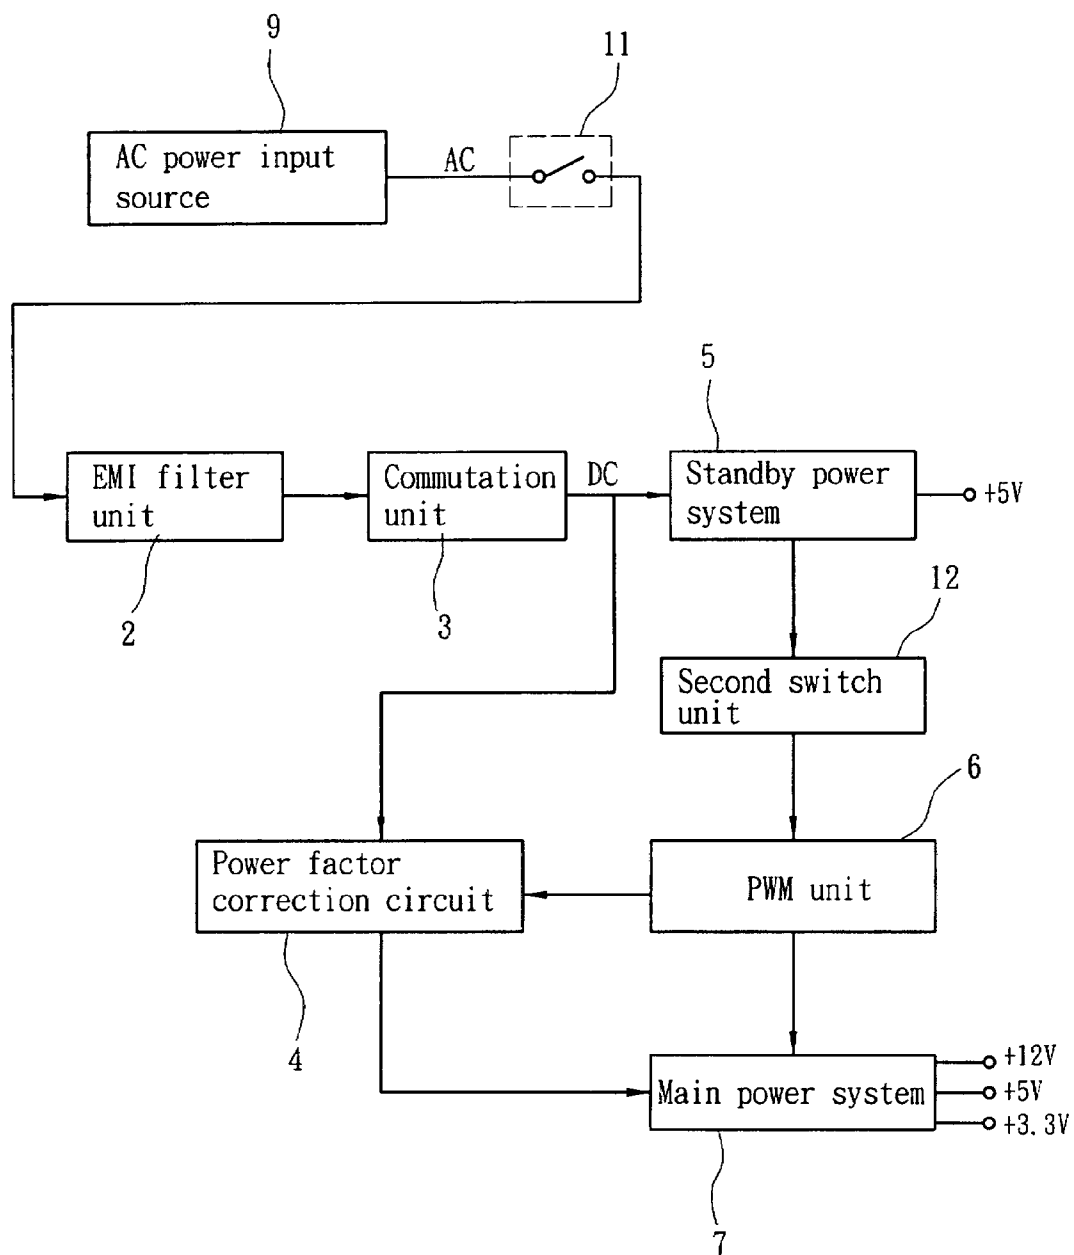 9
11
AC power input
source
AC
5
EMI filter
unit
Commutation
unit
DC
Standby power
system
+5V
2
3
12
Second switch
unit
6
Power factor
correction circuit
PWM unit
4
Main power system
+12V
+5V
+3.3V
7